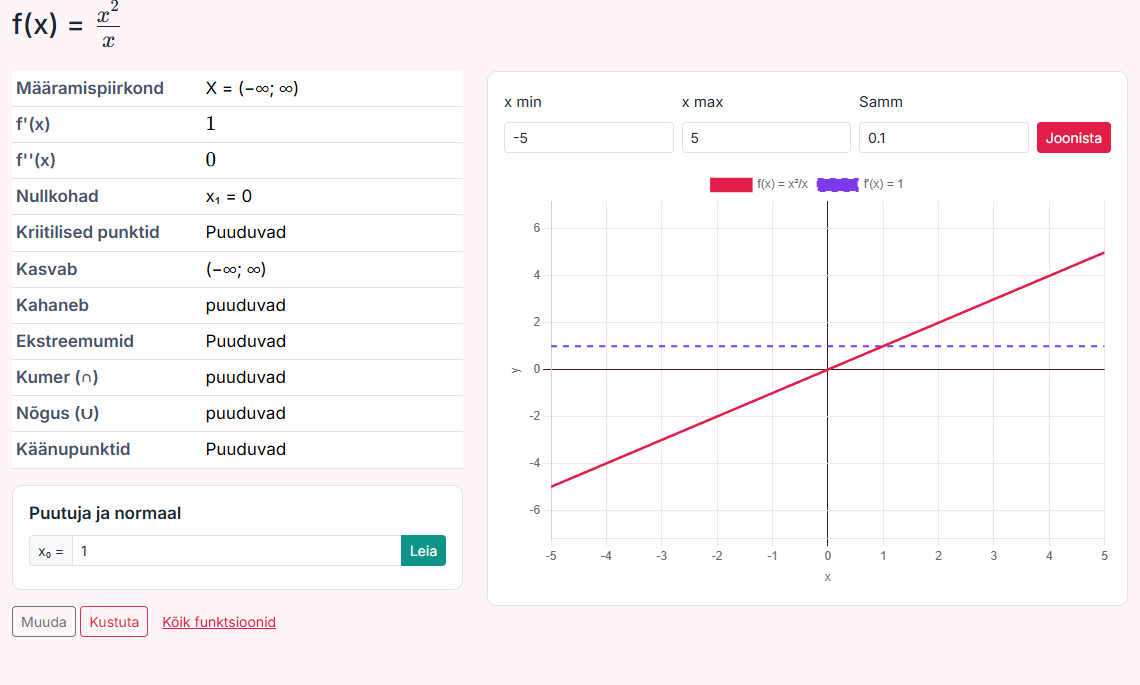 f(x) = x²/x
Määramispiirkond X = (−∞; ∞)
f'(x) 1
f''(x) 0
Nullkohad x₁ = 0
Kriitilised punktid Puuduvad
Kasvab (−∞; ∞)
Kahaneb puuduvad
Ekstreemumid Puuduvad
Kumer (∩) puuduvad
Nõgus (∪) puuduvad
Käänupunktid Puuduvad
Puutuja ja normaal
x₀ = 1 Leia
Muuda Kustuta Kõik funktsioonid
x min x max Samm
-5 5 0.1 Joonista
f(x) = x²/x f'(x) = 1
6
4
2
0
-2
-4
-6
y
-5 -4 -3 -2 -1 0 1 2 3 4 5
x